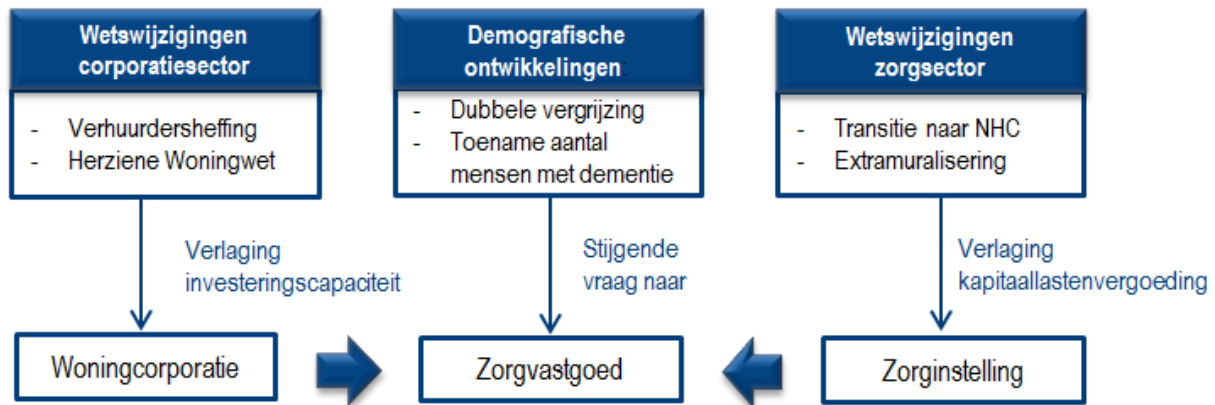 Wetswijzigingen
corporatiesector
- Verhuurdersheffing
- Herziene Woningwet
Verlaging
investeringscapaciteit
Woningcorporatie
Demografische
ontwikkelingen:
- Dubbele vergrijzing
- Toename aantal
mensen met dementie
Stijgende
vraag naar
Zorgvastgoed
Wetswijzigingen
zorgsector
- Transitie naar NHC
- Extramuralisering
Verlaging
kapitaallastenvergoeding
Zorginstelling